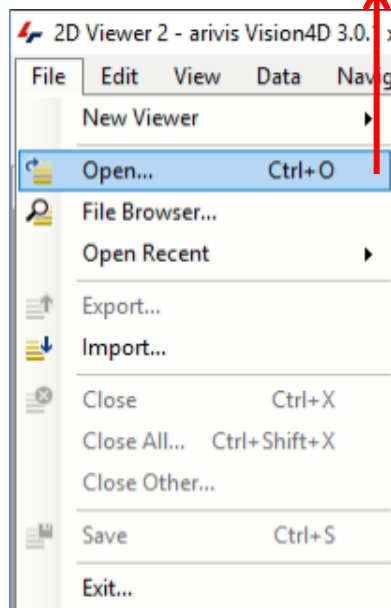 2D Viewer 2 - arivis Vision4D 3.0.
File Edit View Data Navig
New Viewer
Open... Ctrl+O
File Browser...
Open Recent
Export...
Import...
Close Ctrl+X
Close All... Ctrl+Shift+X
Close Other...
Save Ctrl+S
Exit...